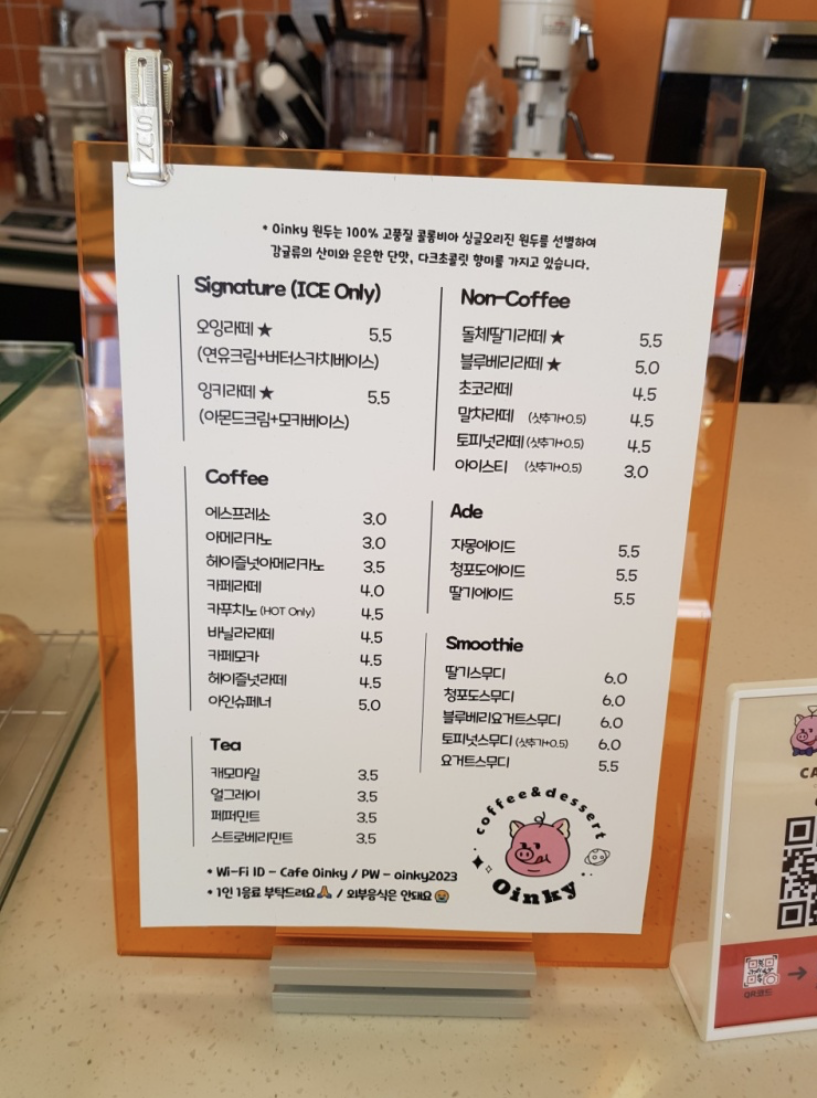 SUN
* Oinky 원두는 100% 고품질 콜롬비아 싱글오리진 원두를 선별하여
감귤류의 산미와 은은한 단맛, 다크초콜릿 향미를 가지고 있습니다.
Signature (ICE Only)
오잉라떼 ★ 5.5
(연유크림+버터스카치베이스)
잉키라떼 ★ 5.5
(아몬드크림+모카베이스)
Coffee
에스프레소 3.0
아메리카노 3.0
헤이즐넛아메리카노 3.5
카페라떼 4.0
카푸치노 (HOT Only) 4.5
바닐라라떼 4.5
카페모카 4.5
헤이즐넛라떼 4.5
아인슈페너 5.0
Tea
캐모마일 3.5
얼그레이 3.5
페퍼민트 3.5
스트로베리민트 3.5
Non-Coffee
돌체딸기라떼 ★ 5.5
블루베리라떼 ★ 5.0
초코라떼 4.5
말차라떼 (샷추가+0.5) 4.5
토피넛라떼 (샷추가+0.5) 4.5
아이스티 (샷추가+0.5) 3.0
Ade
자몽에이드 5.5
청포도에이드 5.5
딸기에이드 5.5
Smoothie
딸기스무디 6.0
청포도스무디 6.0
블루베리요거트스무디 6.0
토피넛스무디 (샷추가+0.5) 6.0
요거트스무디 5.5
* Wi-Fi ID - Cafe Oinky / PW - oinky2023
* 1인 1음료 부탁드려요🙏 / 외부음식은 안돼요😭
coffee&dessert
Oinky
CA
QR코드 →